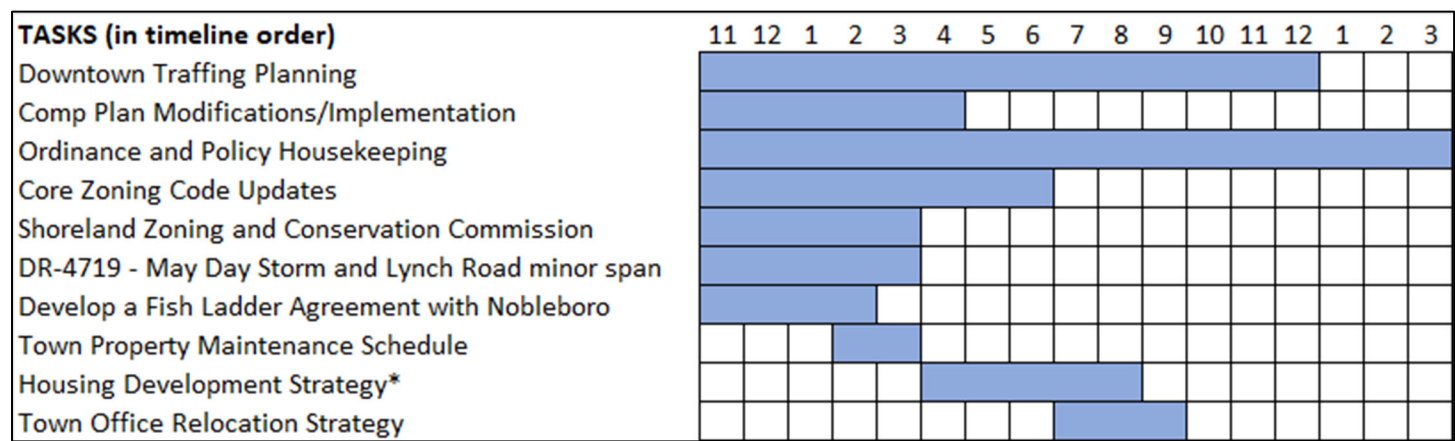 TASKS (in timeline order) 11 12 1 2 3 4 5 6 7 8 9 10 11 12 1 2 3
Downtown Traffing Planning
Comp Plan Modifications/Implementation
Ordinance and Policy Housekeeping
Core Zoning Code Updates
Shoreland Zoning and Conservation Commission
DR-4719 - May Day Storm and Lynch Road minor span
Develop a Fish Ladder Agreement with Nobleboro
Town Property Maintenance Schedule
Housing Development Strategy*
Town Office Relocation Strategy